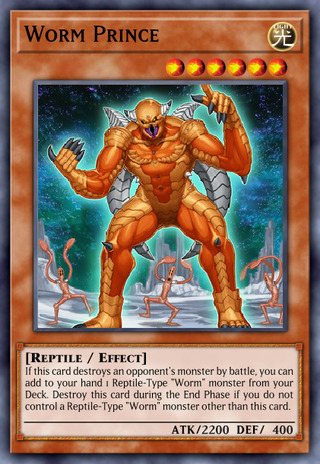 Worm Prince
LIGHT
光
[Reptile / Effect]
If this card destroys an opponent's monster by battle, you can
add to your hand 1 Reptile-Type "Worm" monster from your
Deck. Destroy this card during the End Phase if you do not
control a Reptile-Type "Worm" monster other than this card.
ATK/2200 DEF/ 400